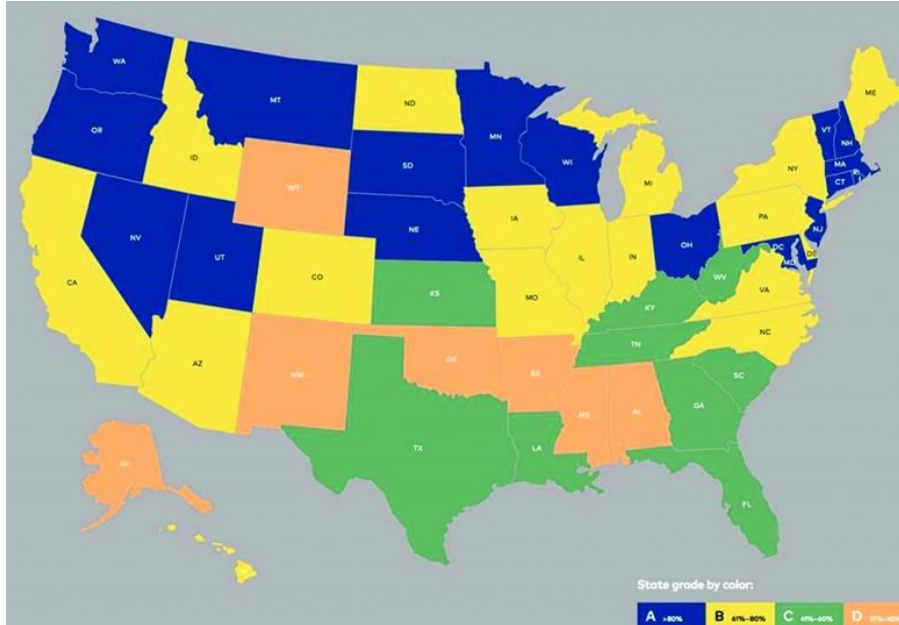 WA
MT
ND
MN
ME
OR
ID
SD
WI
VT
NH
WY
NY
MA
MI
CT
RI
NV
NE
IA
PA
NJ
UT
IL
IN
OH
DC
DE
MD
CA
CO
KS
MO
WV
VA
KY
NC
AZ
NM
OK
TN
AR
SC
MS
AL
GA
TX
LA
AK
FL
State grade by color:
A >80% B 61%–80% C 41%–60% D 21%–40%